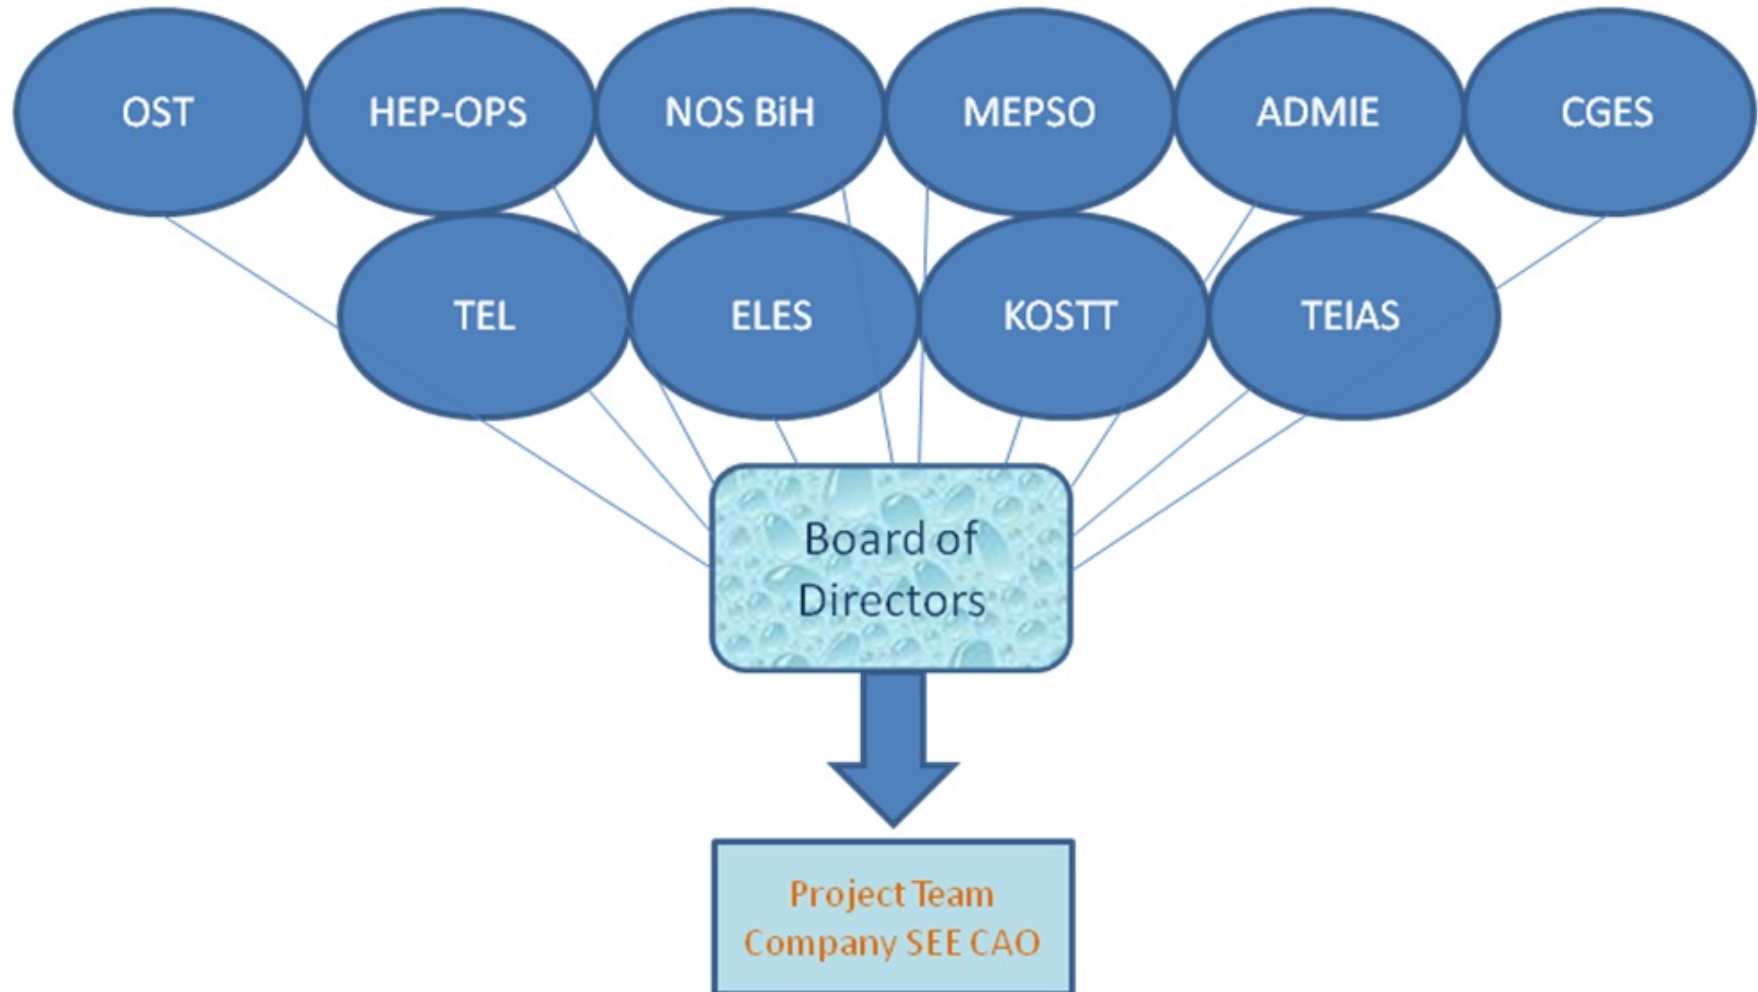 OST
HEP-OPS
NOS BiH
MEPSO
ADMIE
CGES
TEL
ELES
KOSTT
TEIAS
Board of
Directors
Project Team
Company SEE CAO